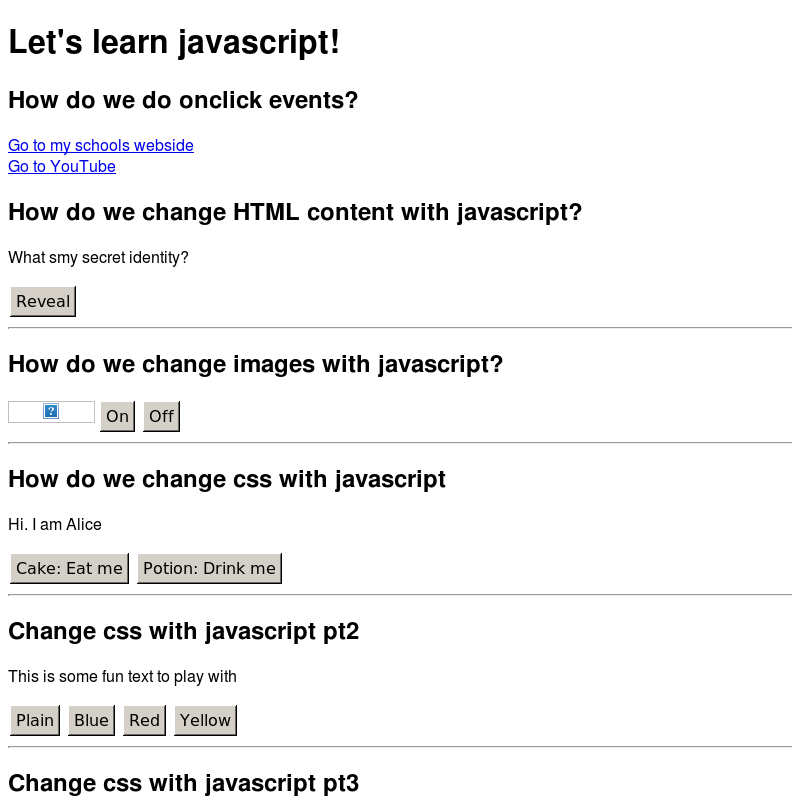 Let's learn javascript!
How do we do onclick events?
Go to my schools webside
Go to YouTube
How do we change HTML content with javascript?
What smy secret identity?
Reveal
How do we change images with javascript?
? On Off
How do we change css with javascript
Hi. I am Alice
Cake: Eat me Potion: Drink me
Change css with javascript pt2
This is some fun text to play with
Plain Blue Red Yellow
Change css with javascript pt3